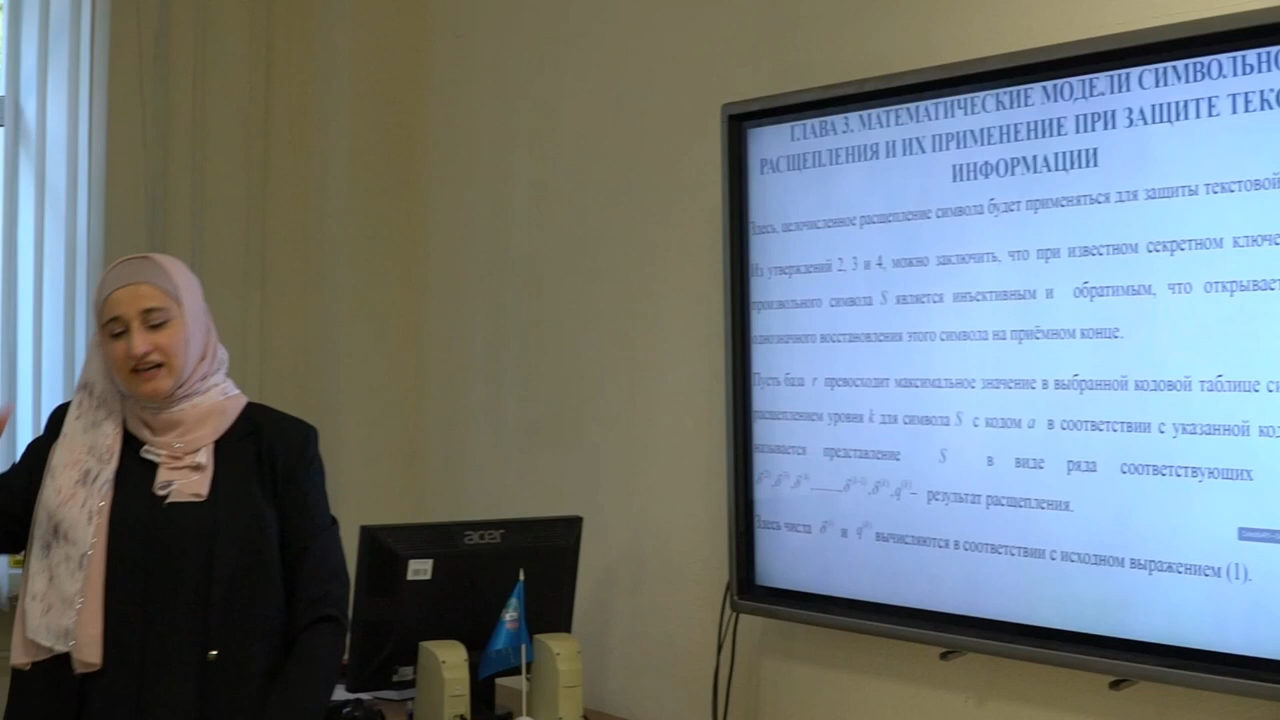 ГЛАВА 3. МАТЕМАТИЧЕСКИЕ МОДЕЛИ СИМВОЛЬНО
РАСЩЕПЛЕНИЯ И ИХ ПРИМЕНЕНИЕ ПРИ ЗАЩИТЕ ТЕКС
ИНФОРМАЦИИ
Здесь, целочисленное расщепление символа будет применяться для защиты текстовой
Из утверждений 2, 3 и 4, можно заключить, что при известном секретном ключе
произвольного символа S является инъективным и обратимым, что открывает
однозначного восстановления этого символа на приёмном конце.
Пусть база r превосходит максимальное значение в выбранной кодовой таблице си
расщеплением уровня k для символа S с кодом a в соответствии с указанной код
называется представление S в виде ряда соответствующих
– результат расщепления.
Здесь числа и вычисляются в соответствии с исходном выражением (1).
acer